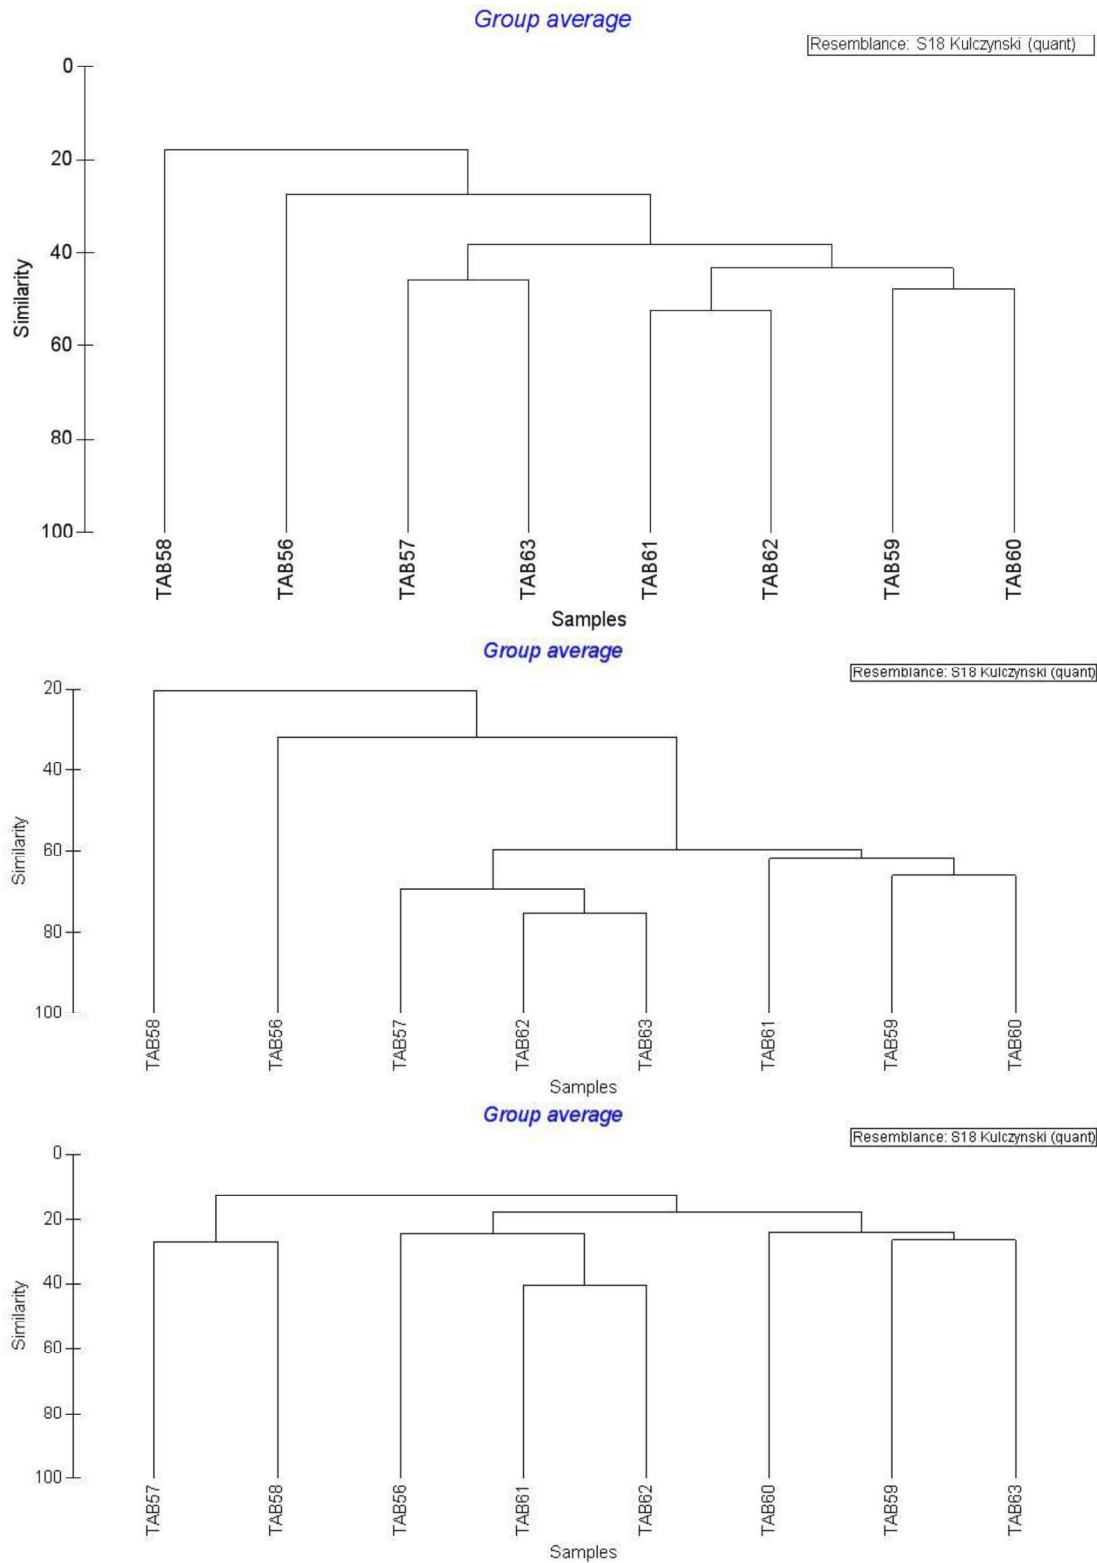 Group average
Resemblance: S18 Kulczynski (quant)
0
20
40
60
80
100
Similarity
TAB58
TAB56
TAB57
TAB63
TAB61
TAB62
TAB59
TAB60
Samples
Group average
Resemblance: S18 Kulczynski (quant)
20
40
60
80
100
Similarity
TAB58
TAB56
TAB57
TAB62
TAB63
TAB61
TAB59
TAB60
Samples
Group average
Resemblance: S18 Kulczynski (quant)
0
20
40
60
80
100
Similarity
TAB57
TAB58
TAB56
TAB61
TAB62
TAB60
TAB59
TAB63
Samples